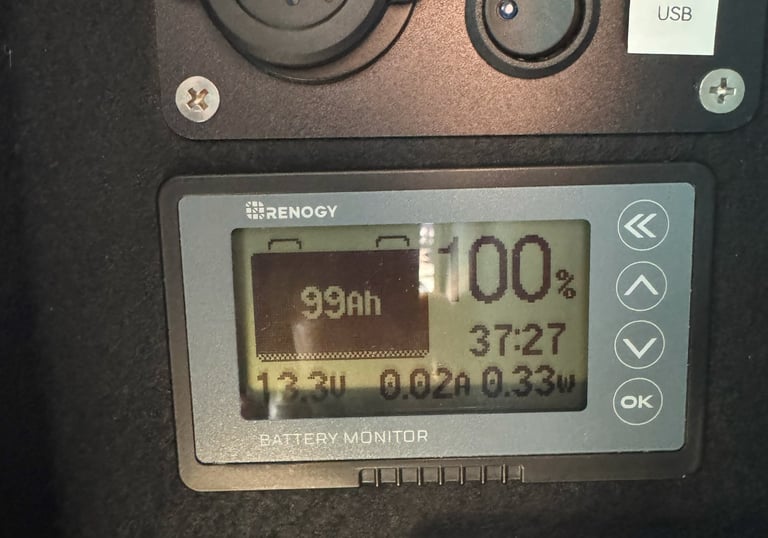 USB
RENOGY
100%
99Ah
37:27
13.3V 0.02A 0.33W
BATTERY MONITOR
OK